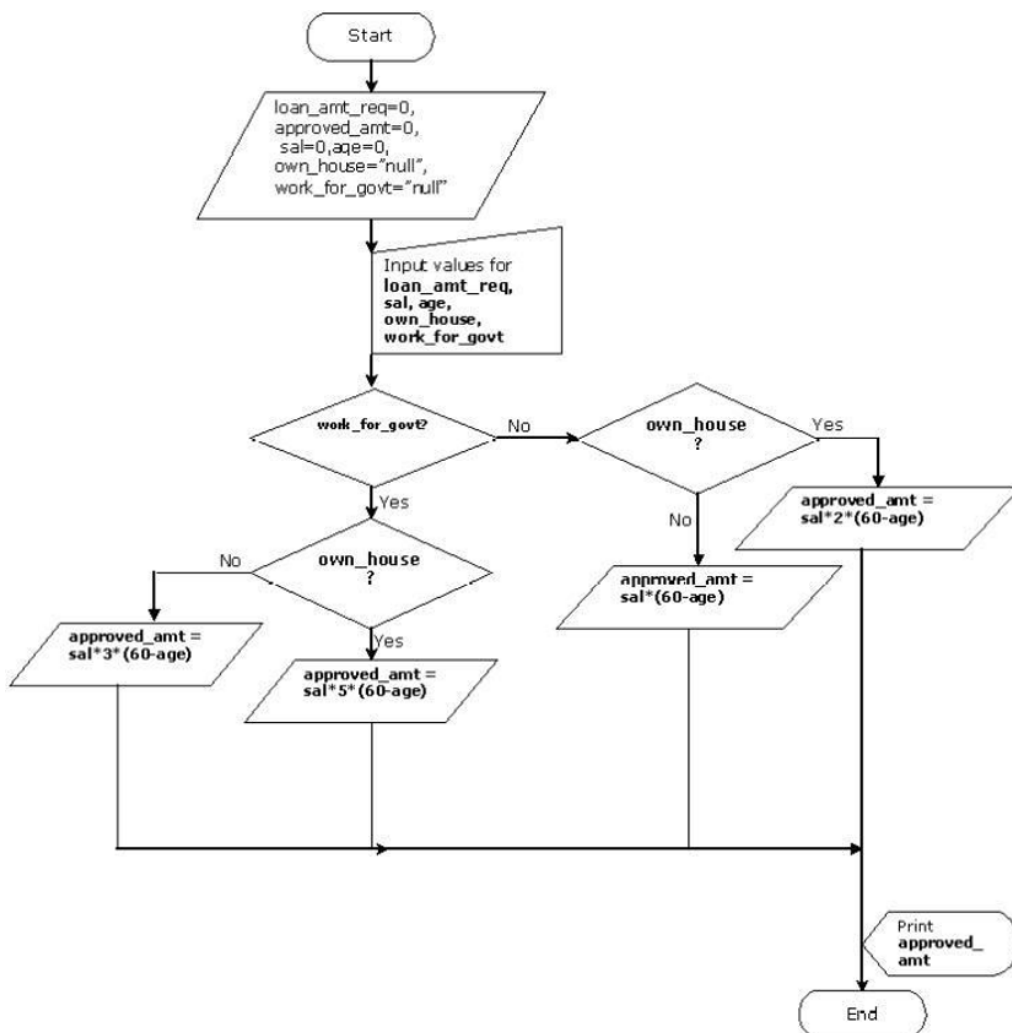 Start
loan_amt_req=0,
approved_amt=0,
sal=0,age=0,
own_house="null",
work_for_govt="null"
Input values for
loan_amt_req,
sal, age,
own_house,
work_for_govt
work_for_govt?
No
own_house
?
Yes
approved_amt =
sal*2*(60-age)
Yes
No
own_house
?
No
approved_amt =
sal*(60-age)
approved_amt =
sal*3*(60-age)
Yes
approved_amt =
sal*5*(60-age)
Print
approved_
amt
End